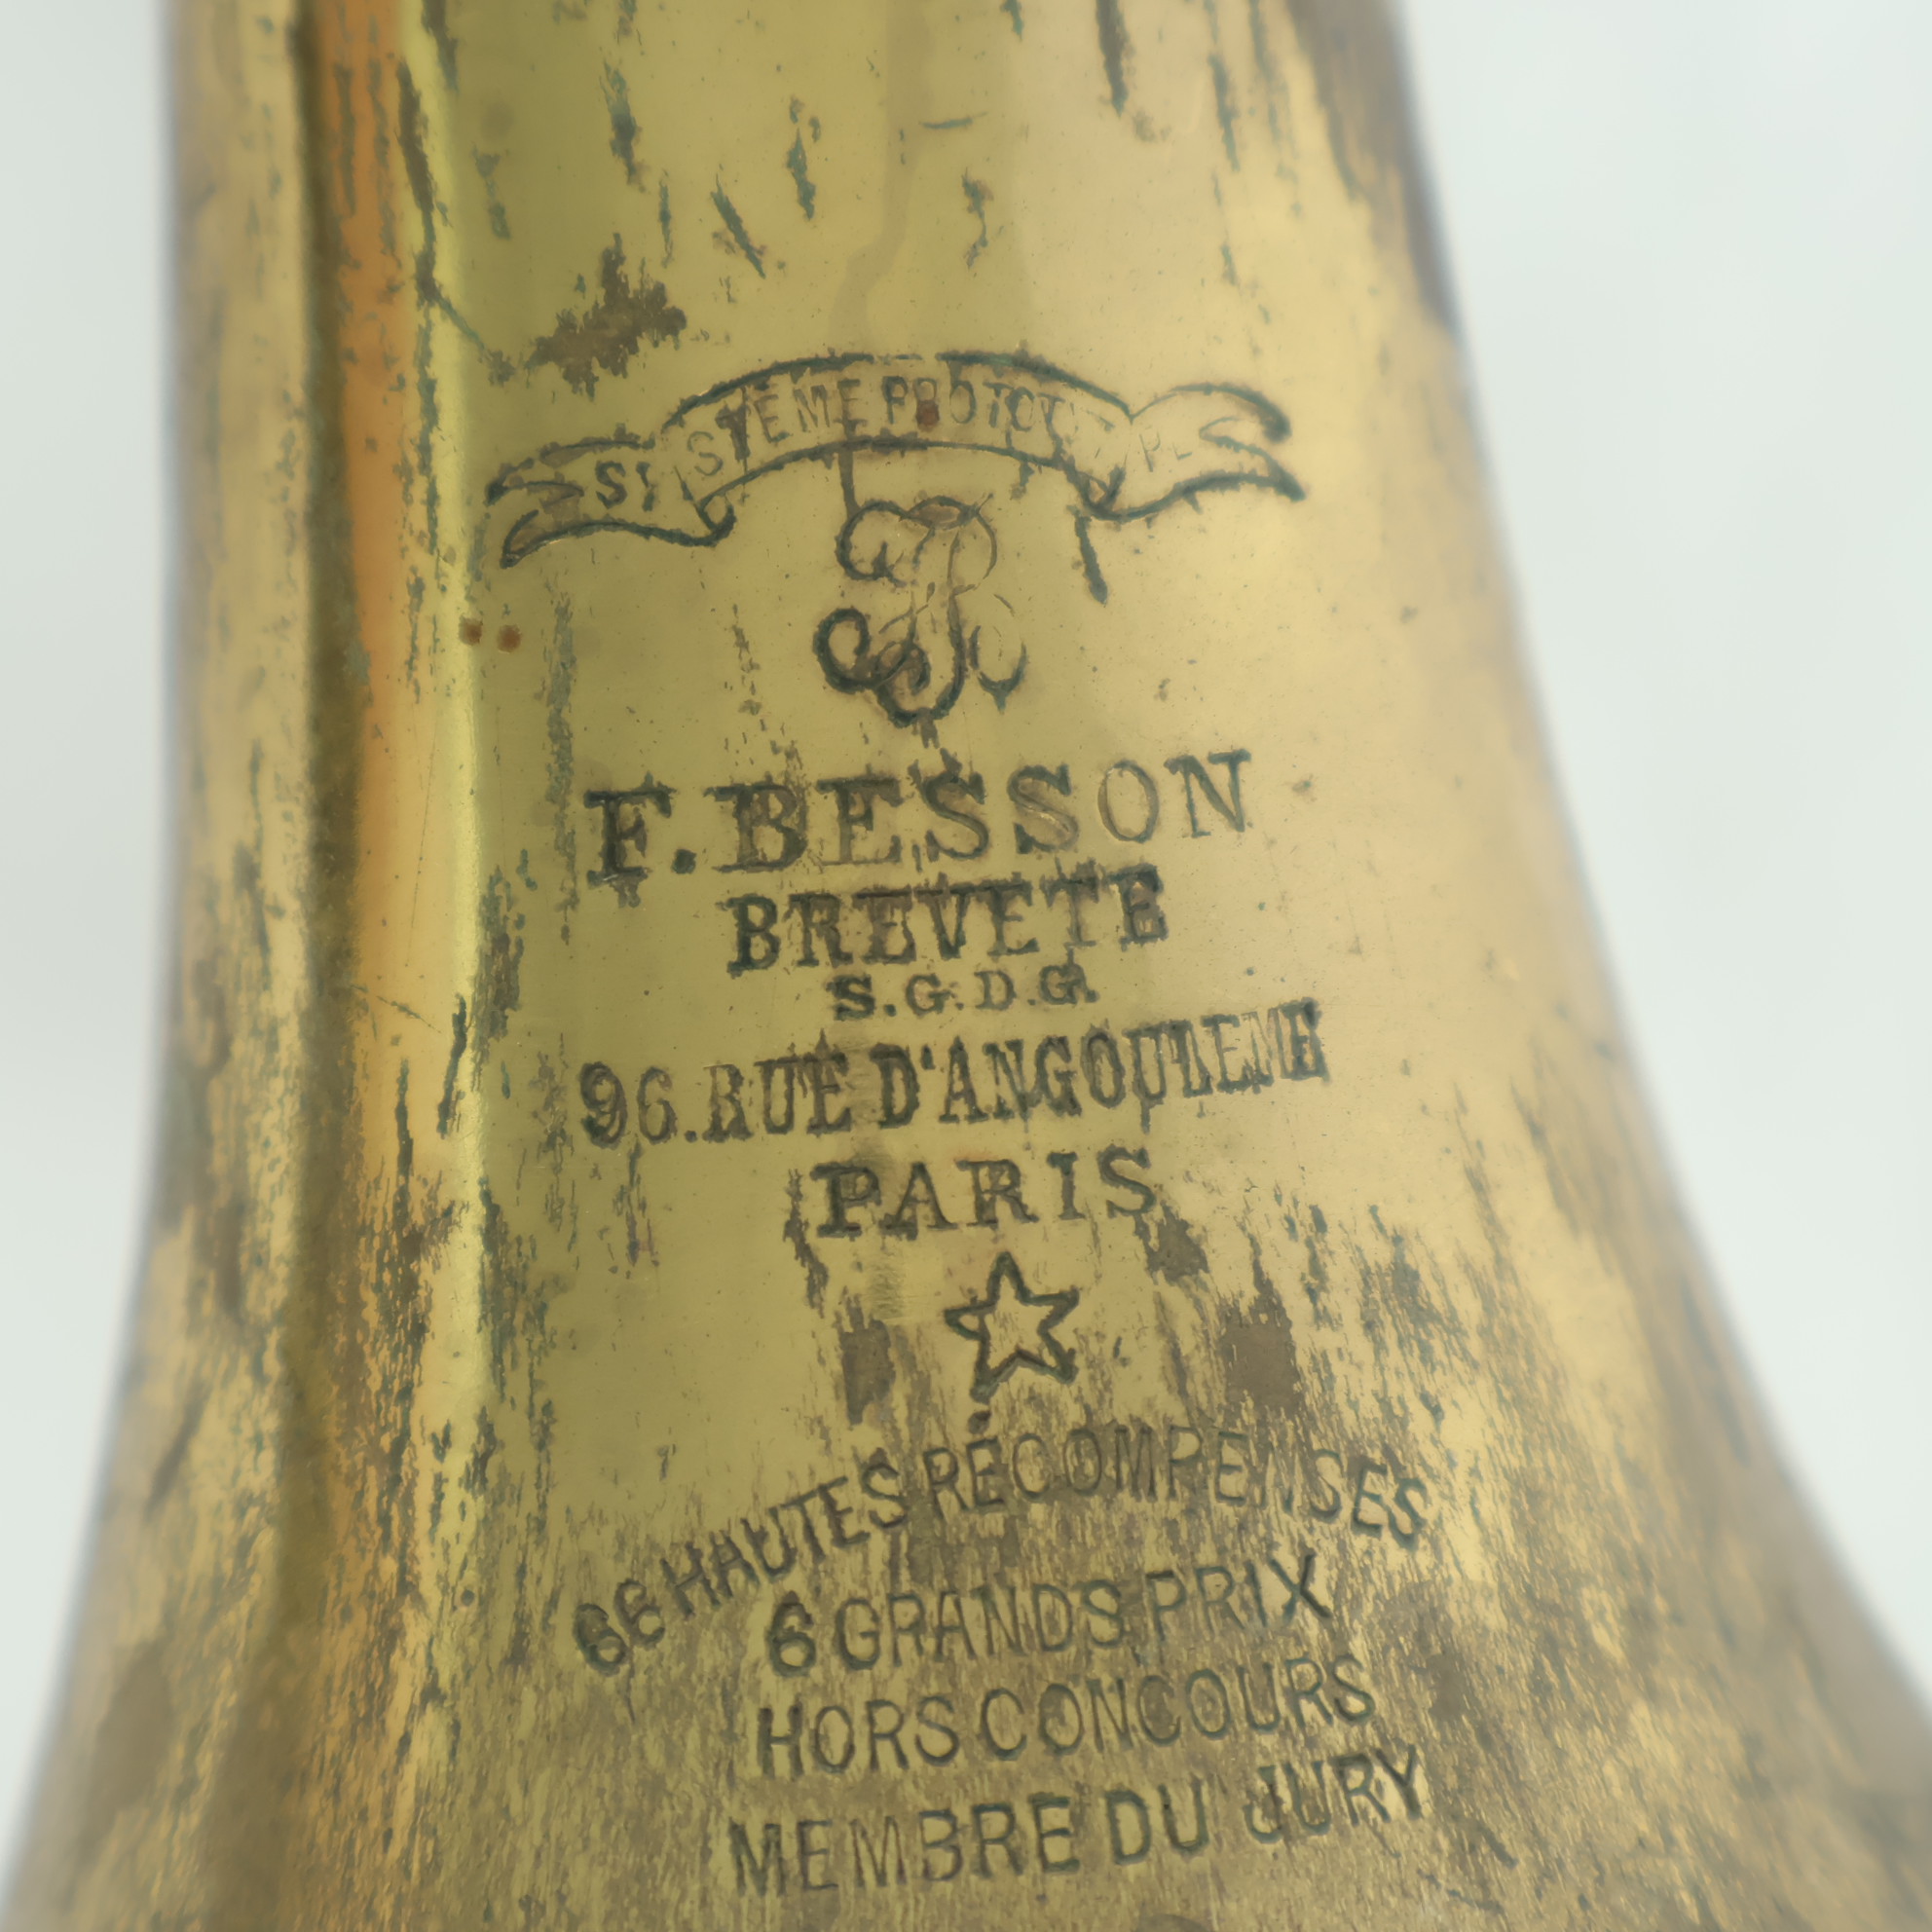 SYSTÈME PROTOTYPE
FB
F. BESSON
BREVETE
S.G.D.G.
96.RUE D'ANGOULEME
PARIS
66 HAUTES RÉCOMPENSES
6 GRANDS PRIX
HORS CONCOURS
MEMBRE DU JURY